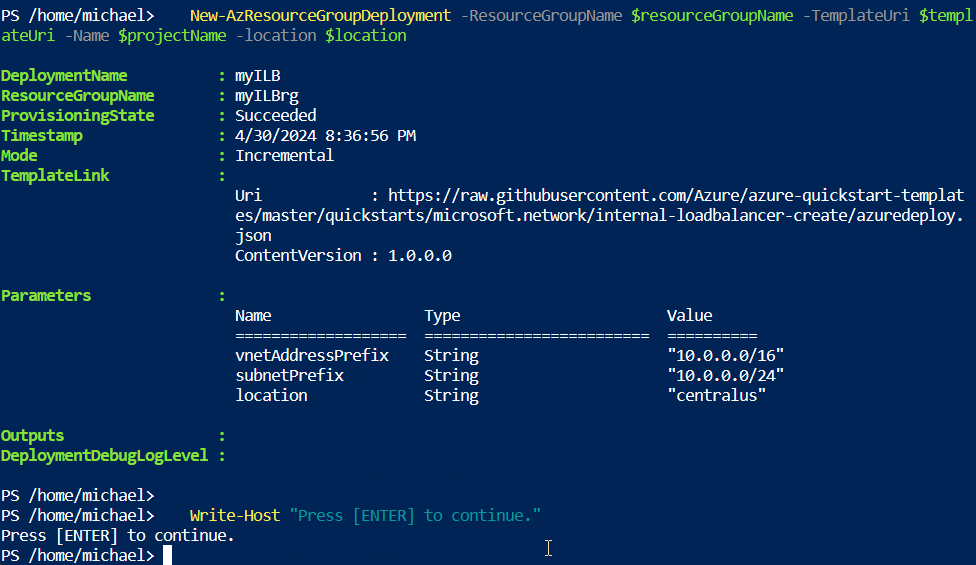 PS /home/michael>    New-AzResourceGroupDeployment -ResourceGroupName $resourceGroupName -TemplateUri $templ
ateUri -Name $projectName -location $location
DeploymentName          : myILB
ResourceGroupName       : myILBrg
ProvisioningState       : Succeeded
Timestamp               : 4/30/2024 8:36:56 PM
Mode                    : Incremental
TemplateLink            :
                          Uri            : https://raw.githubusercontent.com/Azure/azure-quickstart-templat
                          es/master/quickstarts/microsoft.network/internal-loadbalancer-create/azuredeploy.
                          json
                          ContentVersion : 1.0.0.0
Parameters              :
                          Name                 Type                       Value
                          ===================  =========================  ==========
                          vnetAddressPrefix    String                     "10.0.0.0/16"
                          subnetPrefix         String                     "10.0.0.0/24"
                          location             String                     "centralus"
Outputs                 :
DeploymentDebugLogLevel :
PS /home/michael>
PS /home/michael>    Write-Host "Press [ENTER] to continue."
Press [ENTER] to continue.
PS /home/michael>